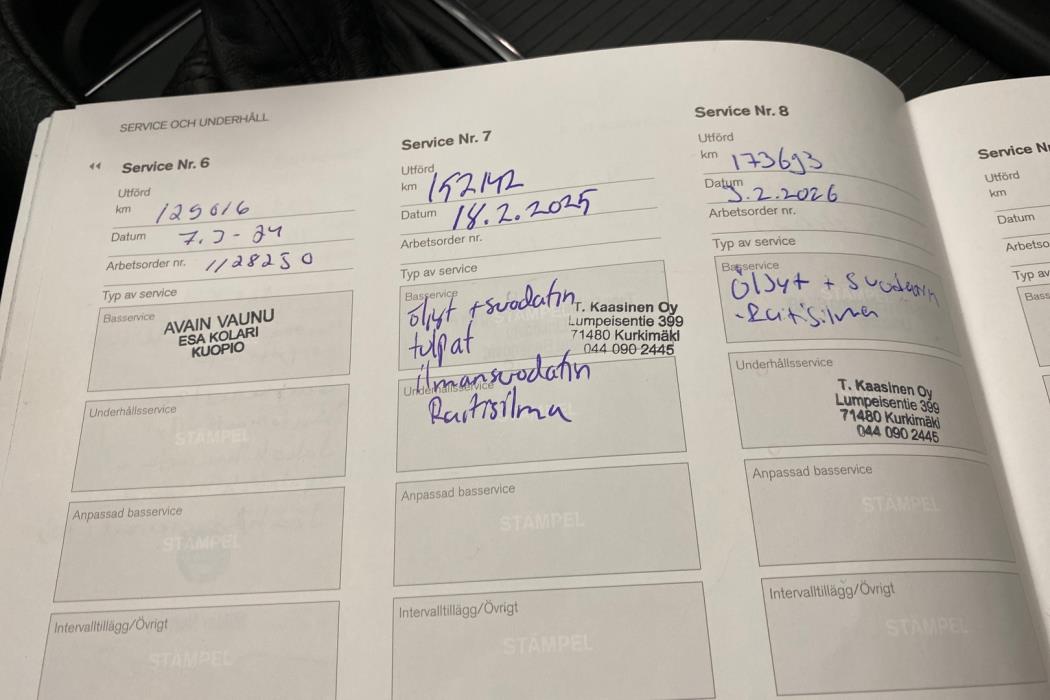 SERVICE OCH UNDERHÅLL
Service Nr. 6
Utförd
km 125616
Datum 7.3-24
Arbetsorder nr. 1128250
Typ av service
Basservice
AVAIN VAUNU
ESA KOLARI
KUOPIO
Underhållsservice
STÄMPEL
Anpassad basservice
STÄMPEL
Intervalltillägg/Övrigt
STÄMPEL
Service Nr. 7
Utförd
km 152142
Datum 18.2.2025
Arbetsorder nr.
Typ av service
Basservice
öljyt + suodatin
tulpat
ilmansuodatin
Raitisilma
T. Kaasinen Oy
Lumpeisentie 399
71480 Kurkimäki
044 090 2445
Underhållsservice
Anpassad basservice
STÄMPEL
Intervalltillägg/Övrigt
STÄMPEL
Service Nr. 8
Utförd
km 173693
Datum 5.2.2026
Arbetsorder nr.
Typ av service
Basservice
Öljyt + Suodatin
-Raitisilma
Underhållsservice
T. Kaasinen Oy
Lumpeisentie 399
71480 Kurkimäki
044 090 2445
Anpassad basservice
STÄMPEL
Intervalltillägg/Övrigt
STÄMPEL
Service
Utförd
km
Datum